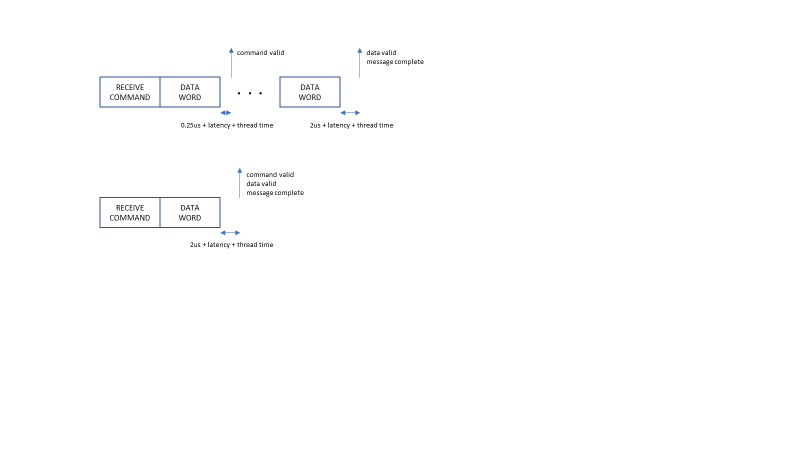 command valid
data valid
message complete
RECEIVE
COMMAND
DATA
WORD
. . .
DATA
WORD
0.25us + latency + thread time
2us + latency + thread time
command valid
data valid
message complete
RECEIVE
COMMAND
DATA
WORD
2us + latency + thread time